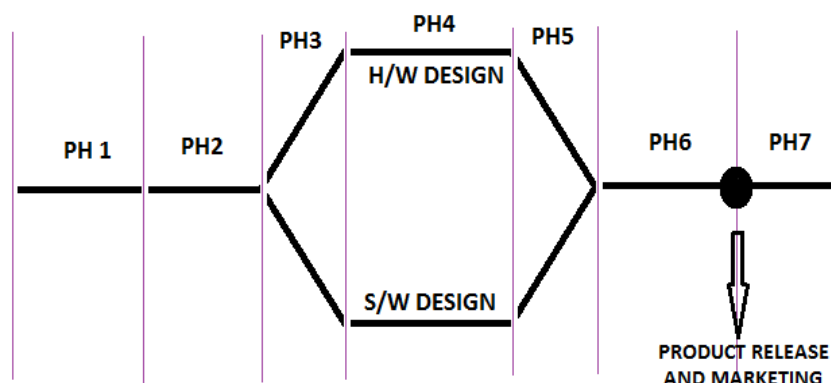 PH 1
PH2
PH3
PH4
H/W DESIGN
PH5
S/W DESIGN
PH6
PH7
PRODUCT RELEASE
AND MARKETING